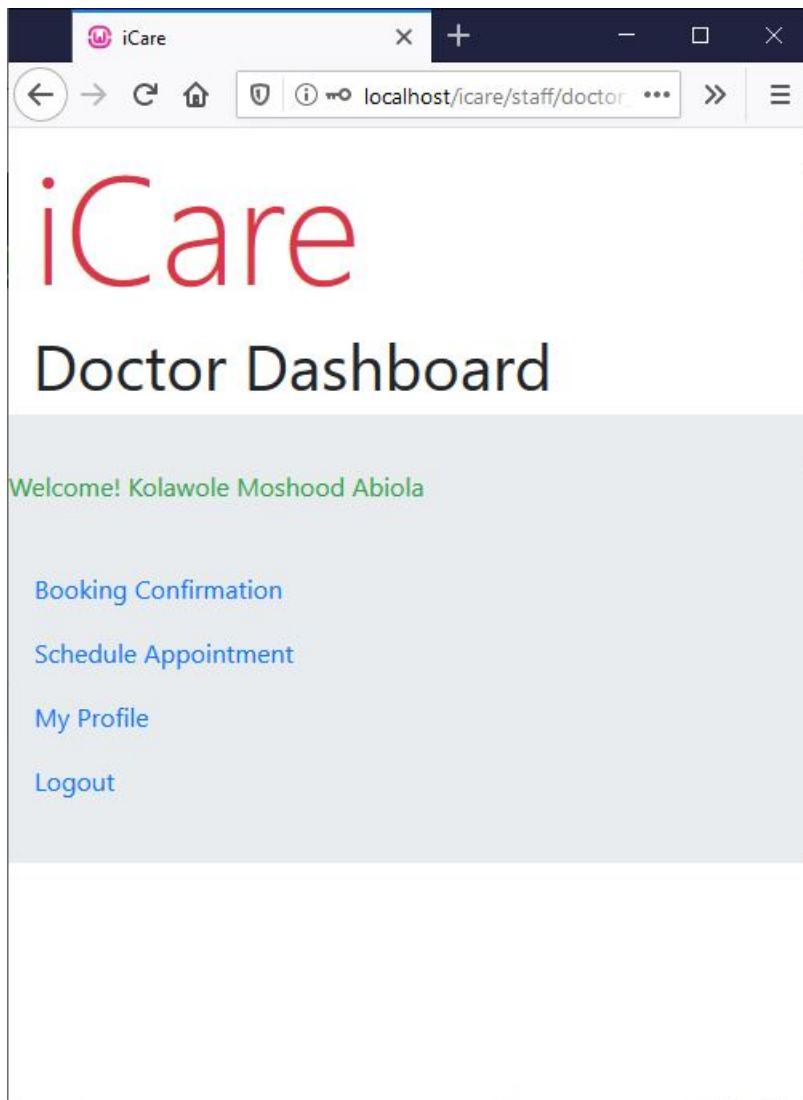 iCare
localhost/icare/staff/doctor_
iCare
Doctor Dashboard
Welcome! Kolawole Moshood Abiola
Booking Confirmation
Schedule Appointment
My Profile
Logout